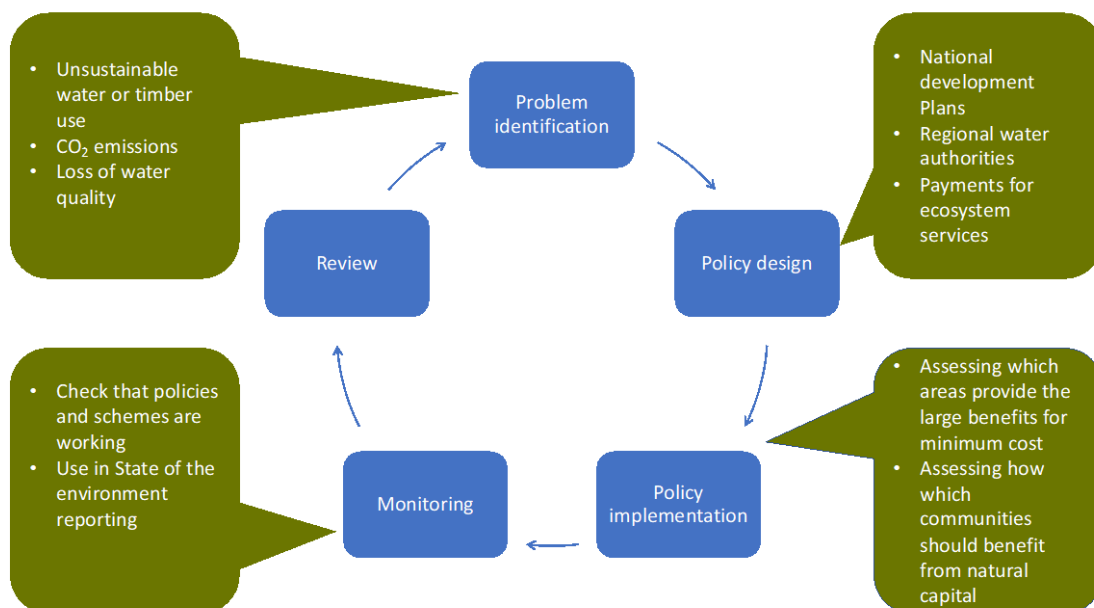 • Unsustainable
water or timber
use
• CO₂ emissions
• Loss of water
quality
Problem
identification
• National
development
Plans
• Regional water
authorities
• Payments for
ecosystem
services
Review
Policy design
• Check that policies
and schemes are
working
• Use in State of the
environment
reporting
Monitoring
Policy
implementation
• Assessing which
areas provide the
large benefits for
minimum cost
• Assessing how
which
communities
should benefit
from natural
capital